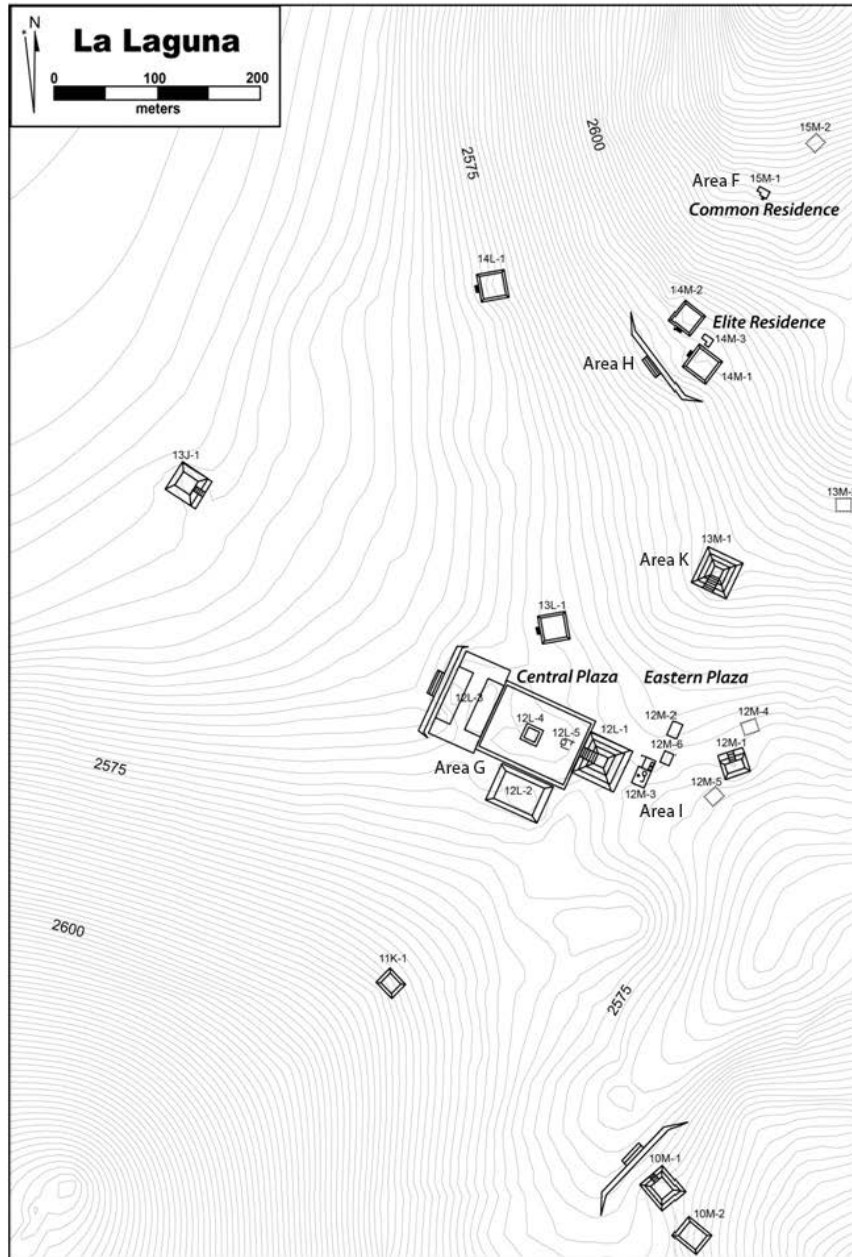 N
La Laguna
0 100 200
meters
2575
2600
15M-2
Area F
15M-1
Common Residence
14L-1
14M-2
Elite Residence
14M-3
Area H
14M-1
13J-1
13M-1
Area K
13L-1
Central Plaza
Eastern Plaza
12L-3
12L-4
12L-5
12L-1
12M-2
12M-4
12M-6
12M-1
Area G
12L-2
12M-3
12M-5
Area I
2575
2600
11K-1
2575
10M-1
10M-2